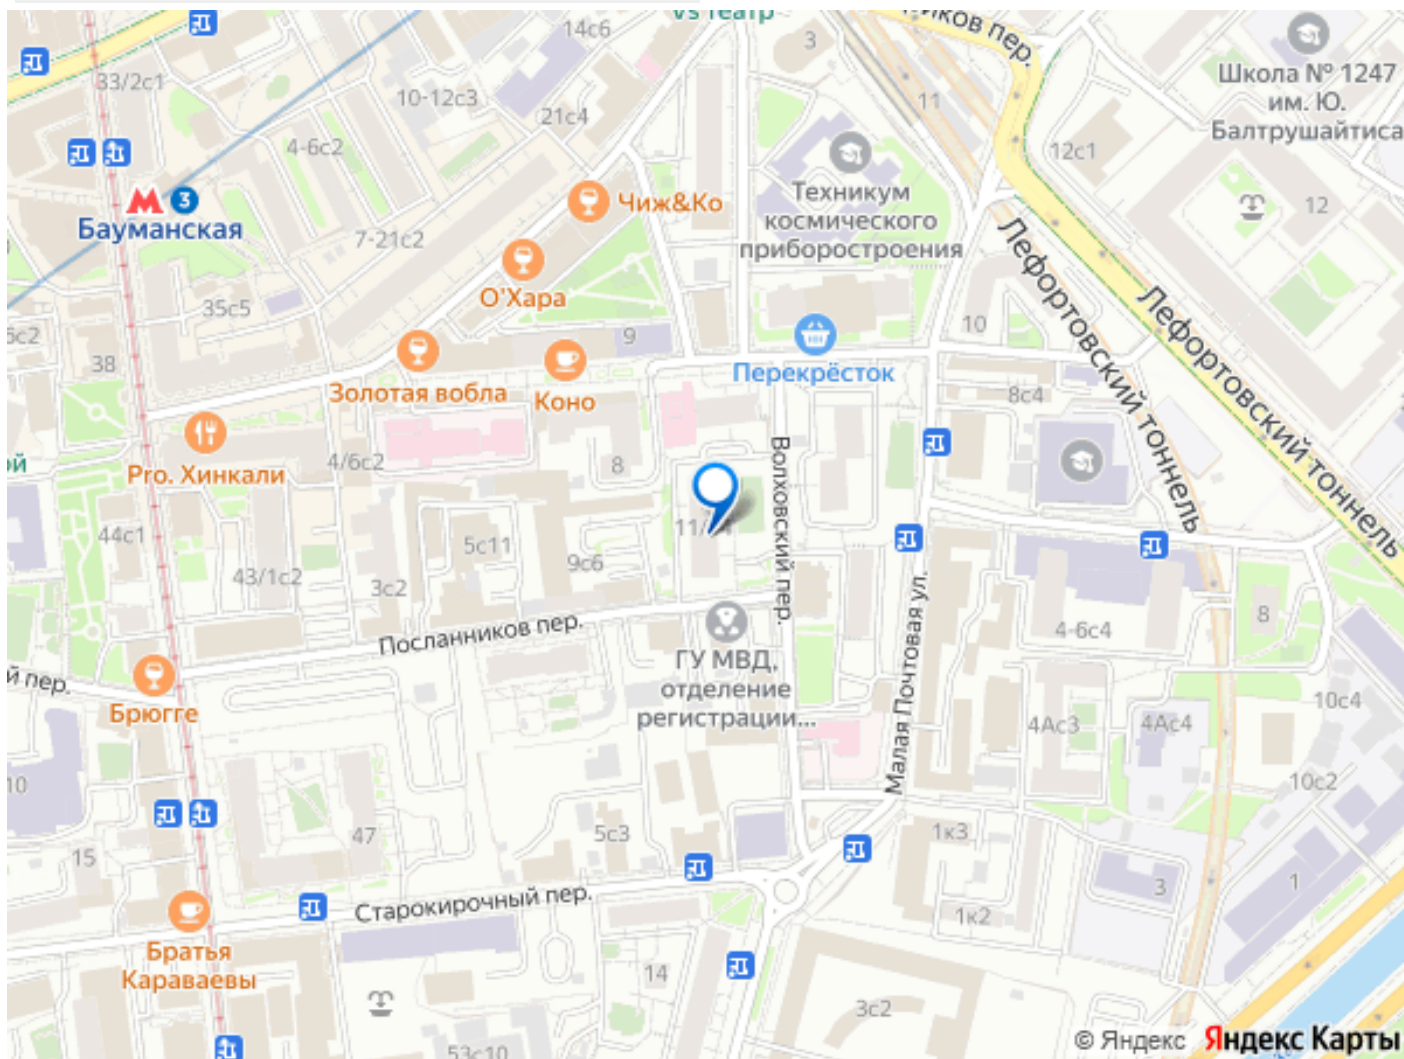 vs театр
ников пер.
14с6
3
33/2с1
10-12с3
21с4
11
Школа № 1247
им. Ю.
Балтрушайтиса
4-6с2
12с1
Техникум
космического
приборостроения
М 3
Бауманская
Чиж&Ко
12
7-21с2
О'Хара
Лефортовский тоннель
Лефортовский тоннель
35с5
6с2
38
9
10
Золотая вобла
Коно
Перекрёсток
8с4
Pro. Хинкали
4/6с2
8
Волховский пер.
ой
44с1
5с11
9с6
43/1с2
3с2
Посланников пер.
ГУ МВД,
отделение
регистрации...
Малая Почтовая ул.
4-6с4
8
й пер.
Брюгге
10с4
4Ас3
4Ас4
10
10с2
47
5с3
1к3
15
3
1
Старокирочный пер.
1к2
Братья
Караваевы
14
3с2
53с10
© Яндекс Яндекс Карты